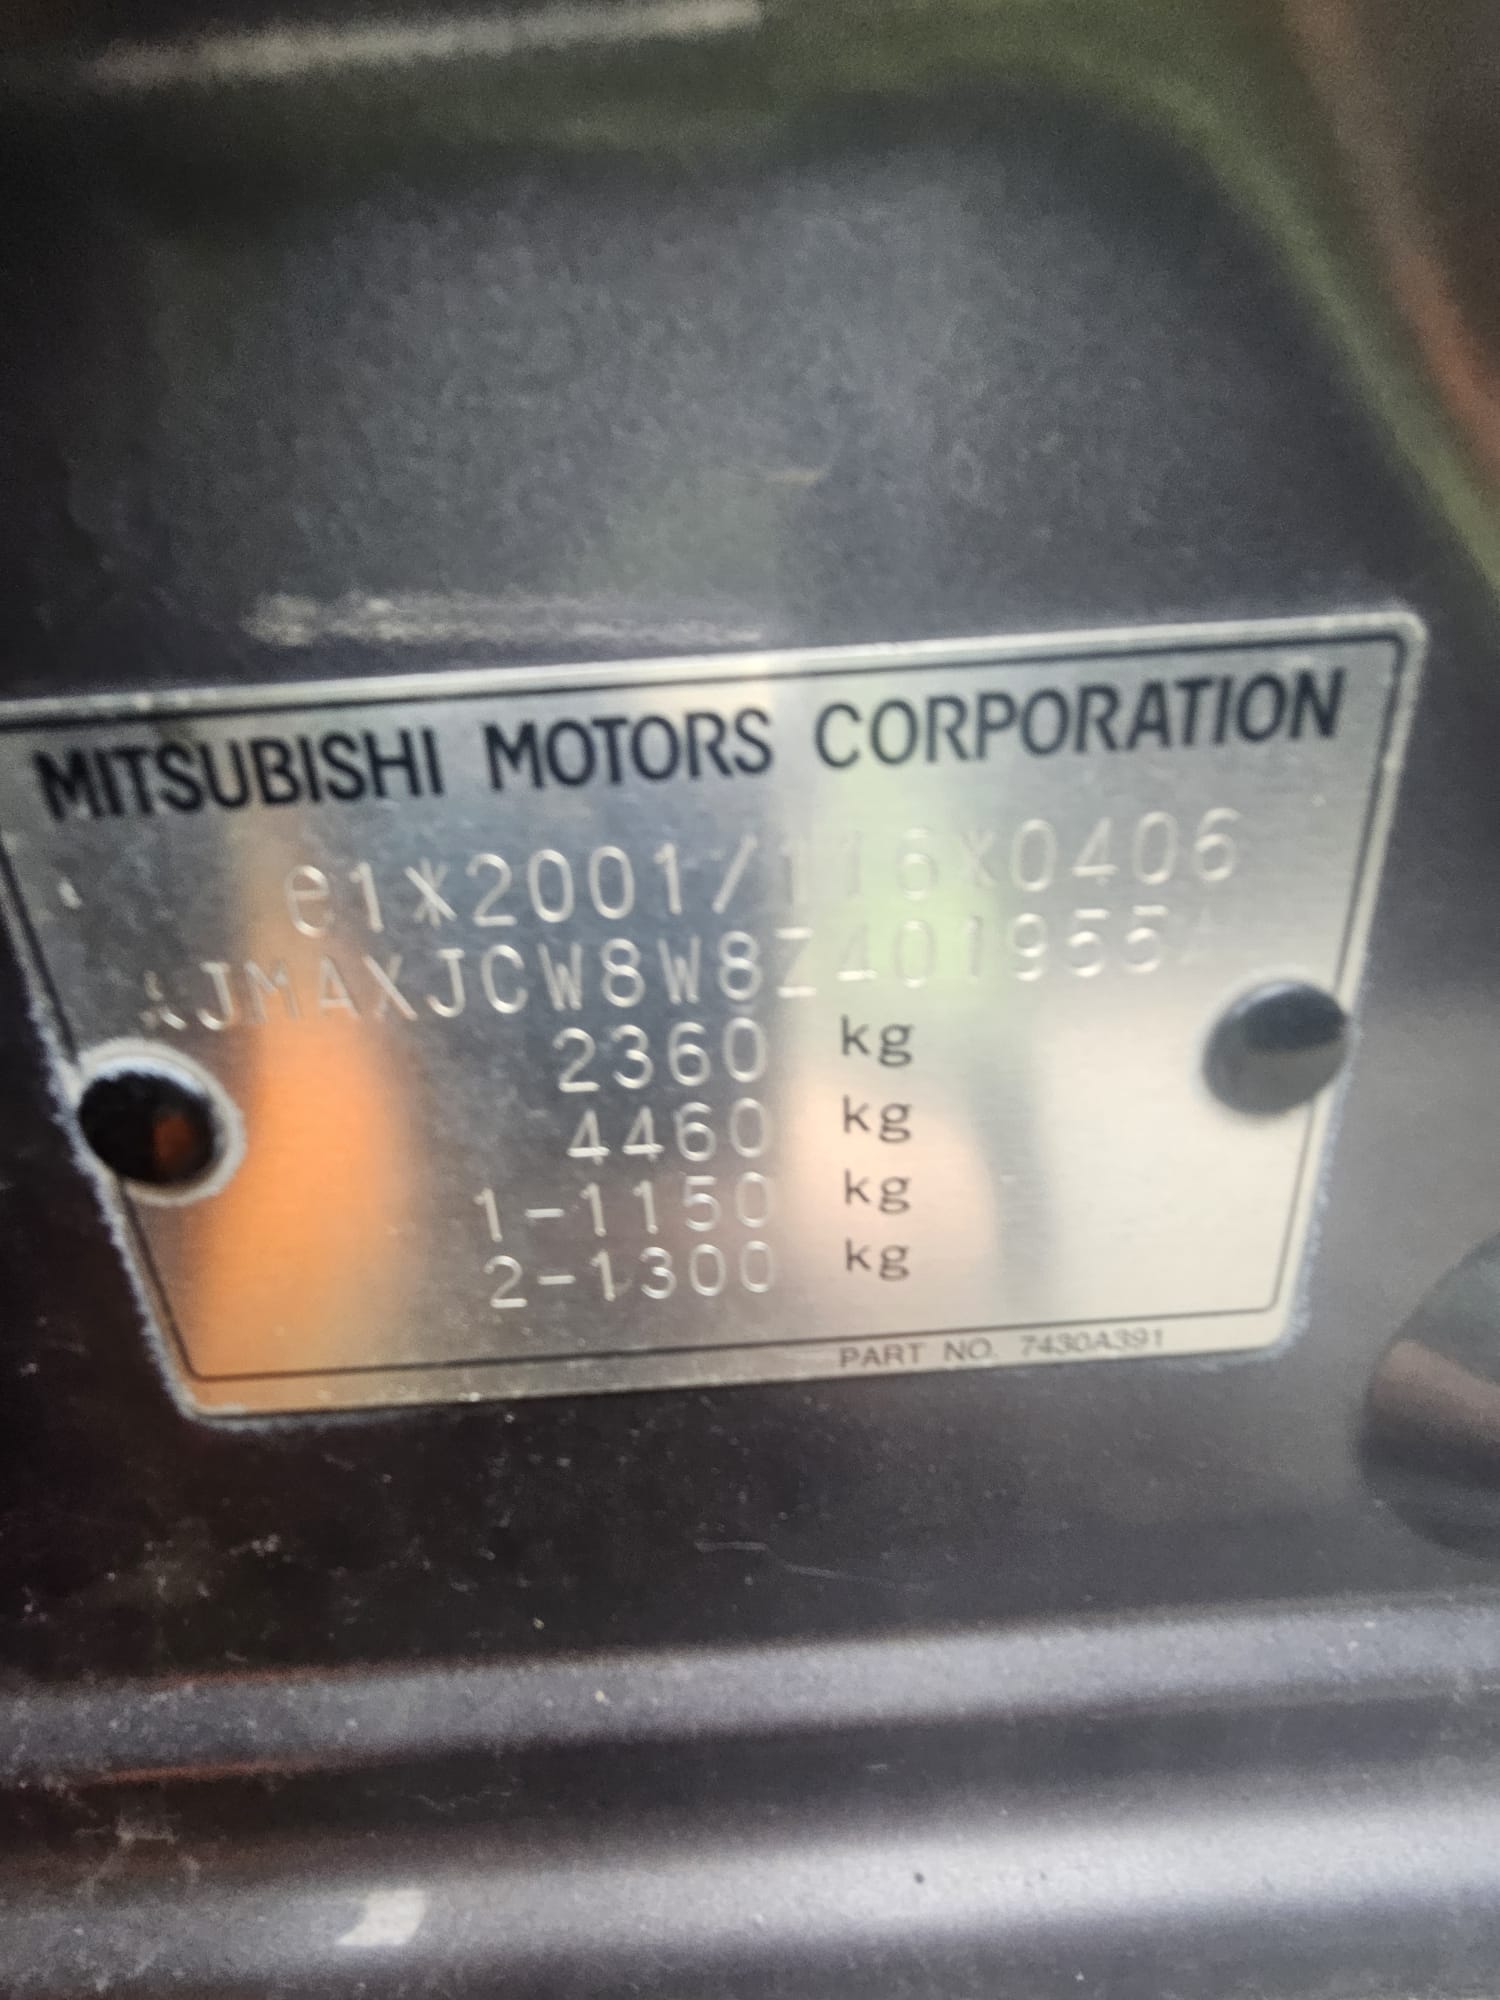 MITSUBISHI MOTORS CORPORATION
e1*2001/116*0406
*JMAXJCW8W8Z401955*
2360 kg
4460 kg
1-1150 kg
2-1300 kg
PART NO. 7430A391